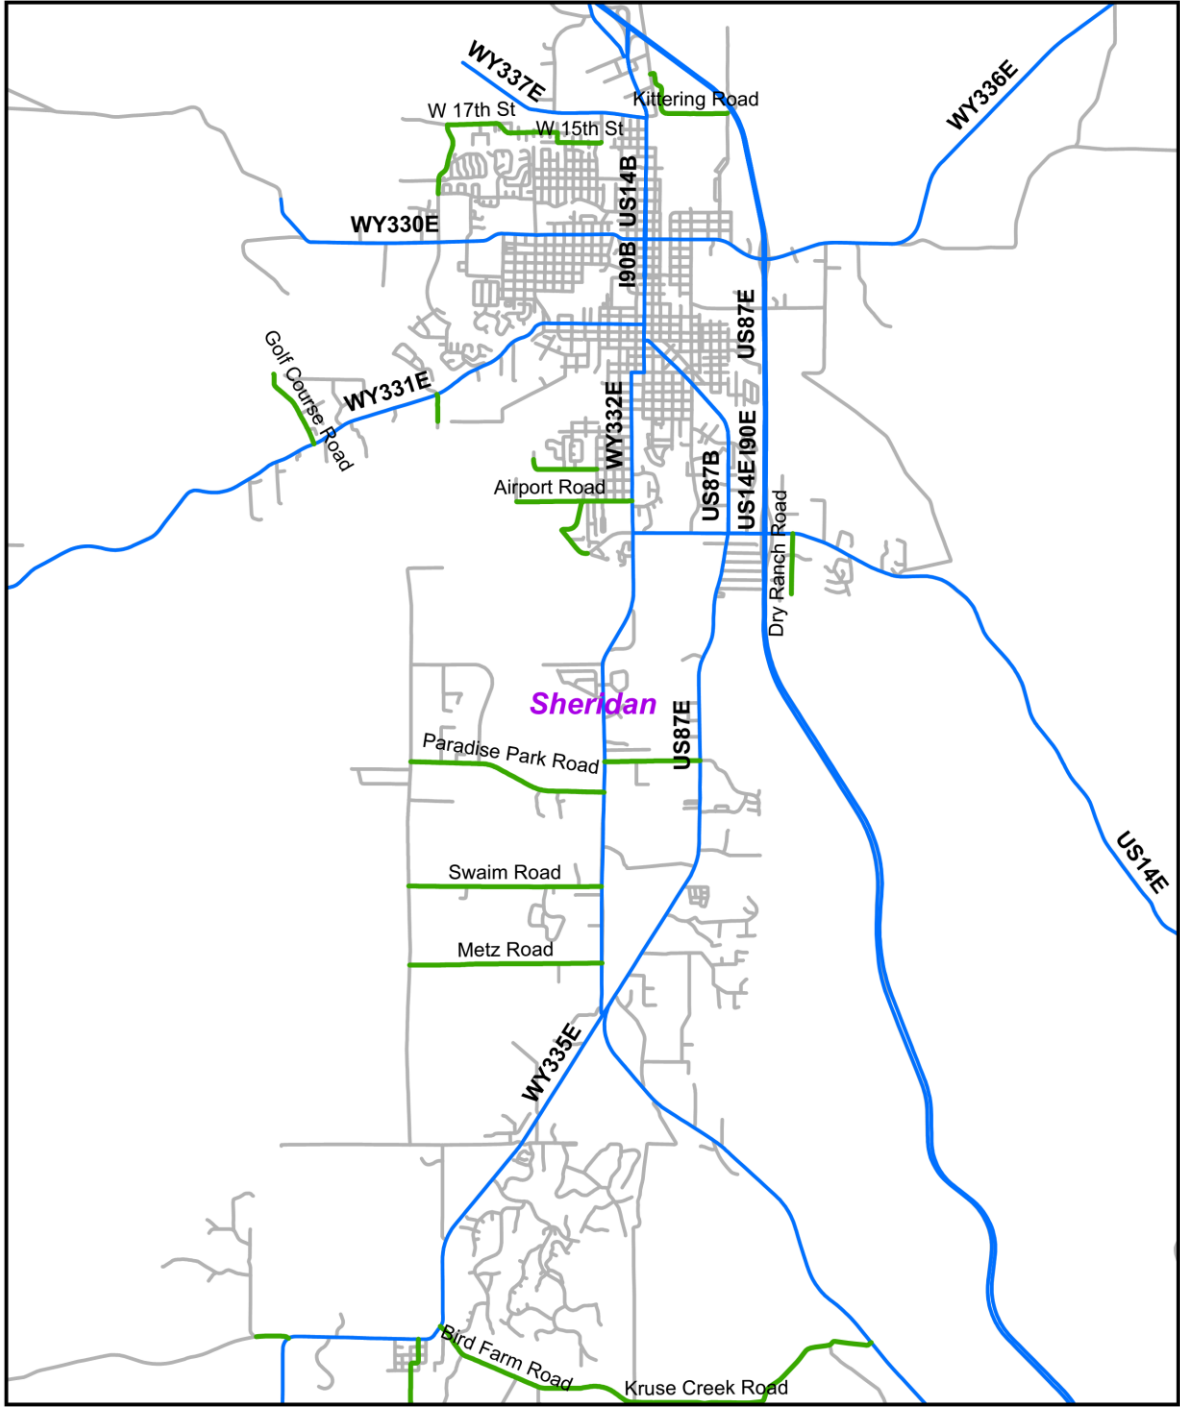 WY337E
Kittering Road
WY336E
W 17th St
W 15th St
US14B
WY330E
I90B
US87E
Golf Course Road
WY331E
WY332E
I90E
US87B
US14E
Airport Road
Dry Ranch Road
Sheridan
US87E
Paradise Park Road
US14E
Swaim Road
Metz Road
WY335E
Bird Farm Road
Kruse Creek Road